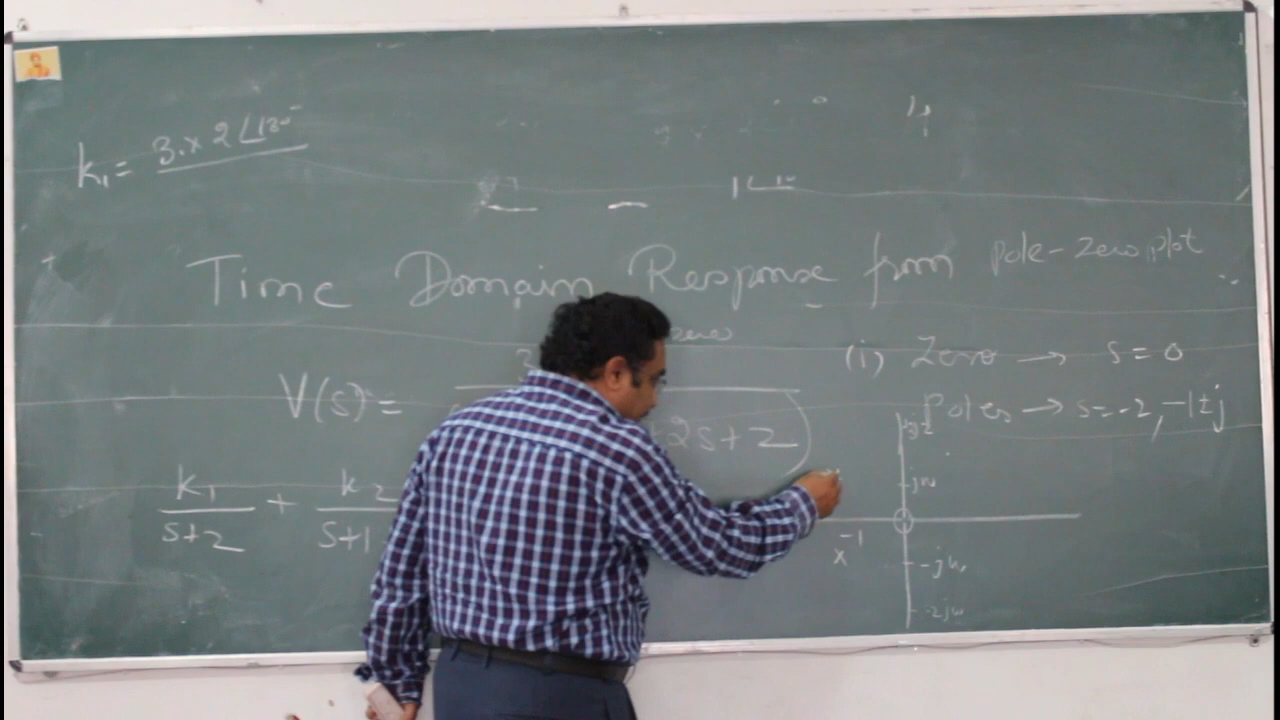 k₁ = 3 × 2∠180°
Time Domain Response from pole-zero plot
zeros
(i) Zero → s = 0
V(s) =
Poles → s = -2, -1±j
2s+2)
k₁/s+2 + k₂/s+1
jω
-1
x
-jω
-2jω